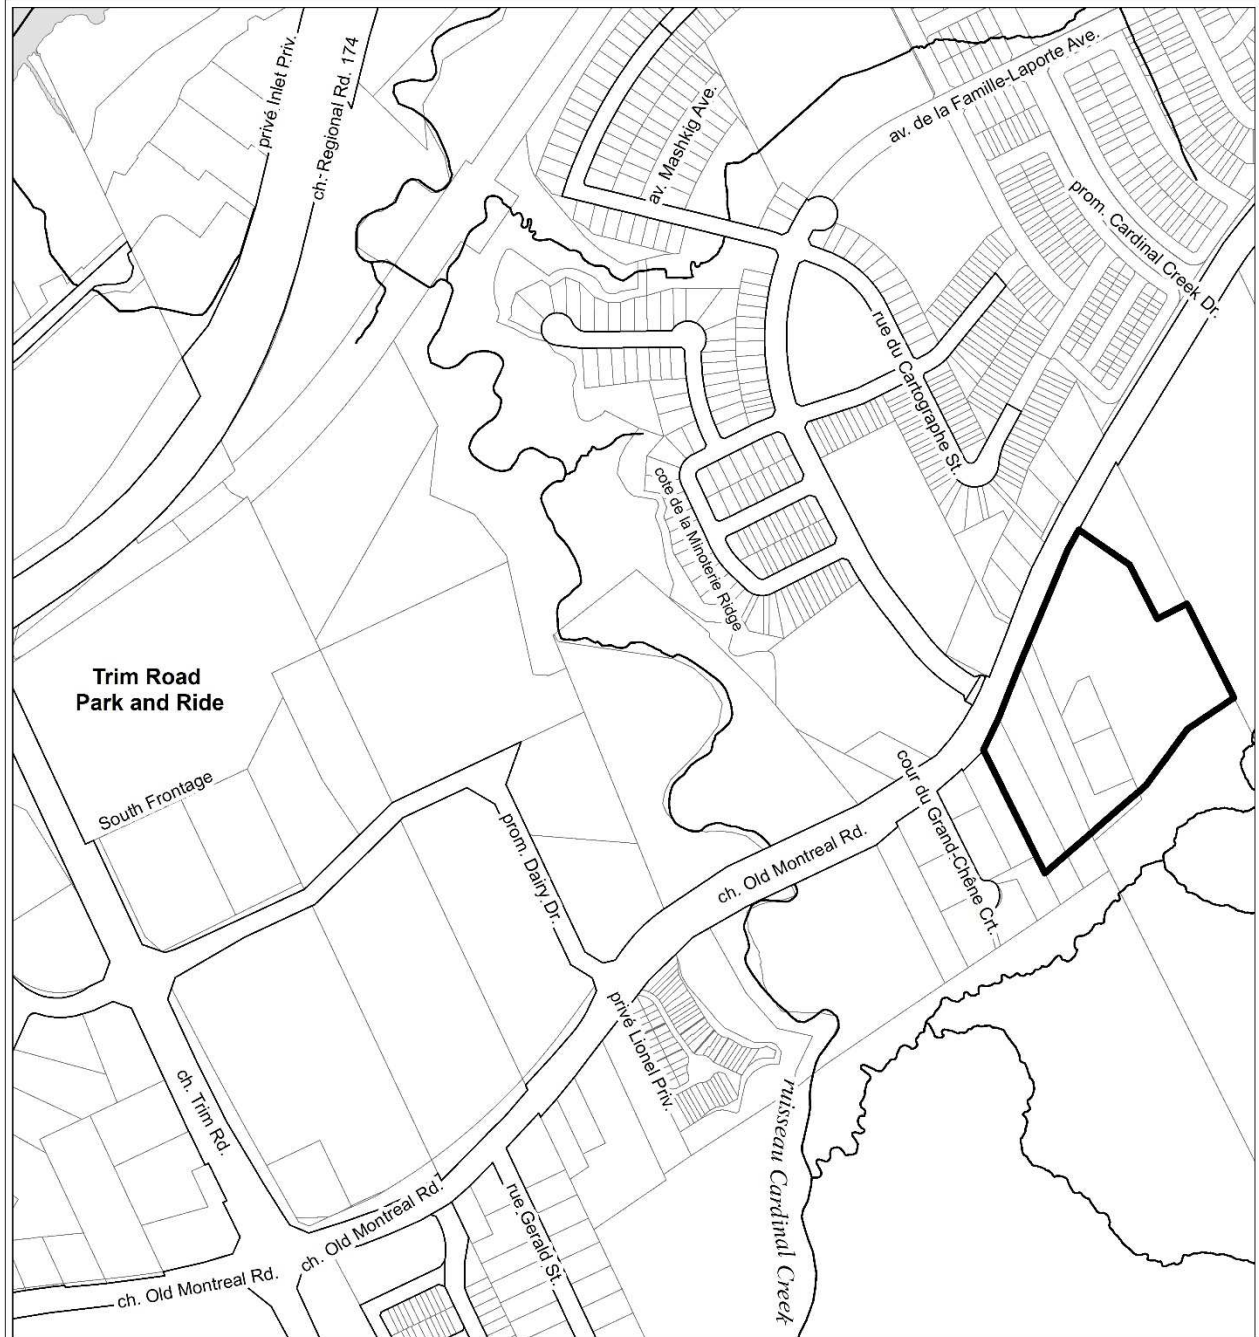 privé Inlet Priv.
ch. Regional Rd. 174
av. Mashkig Ave.
av. de la Famille-Laporte Ave.
prom. Cardinal Creek Dr.
rue du Cartographe St.
cote de la Minoterie Ridge
Trim Road
Park and Ride
South Frontage
prom. Dairy Dr.
cour du Grand-Chêne Crt.
ch. Old Montreal Rd.
privé Lionel Priv.
ch. Trim Rd.
ruisseau Cardinal Creek
rue Gerald St.
ch. Old Montreal Rd.
ch. Old Montreal Rd.